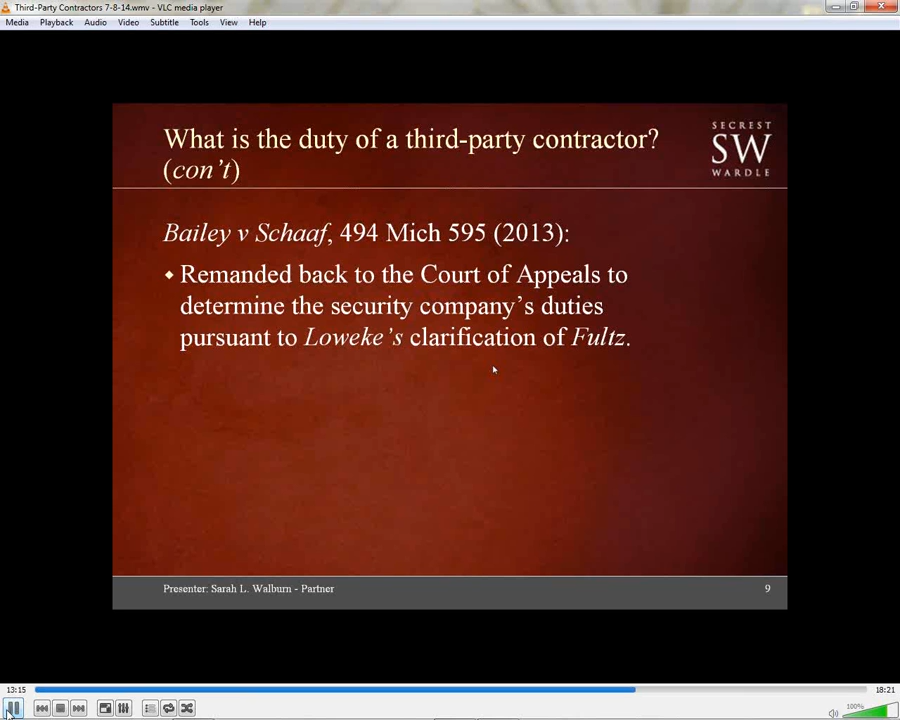 Third-Party Contractors 7-8-14.wmv - VLC media player
Media Playback Audio Video Subtitle Tools View Help
What is the duty of a third-party contractor?
(con’t)
SECREST
SW
WARDLE
Bailey v Schaaf, 494 Mich 595 (2013):
Remanded back to the Court of Appeals to
determine the security company’s duties
pursuant to Loweke’s clarification of Fultz.
Presenter: Sarah L. Walburn - Partner
9
13:15
18:21
100%